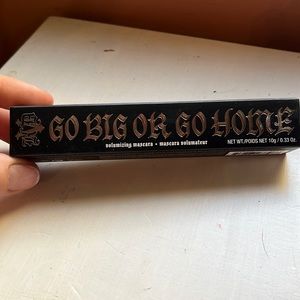 GO BIG OR GO HOME
volumizing mascara • mascara volumateur
NET WT./POIDS NET 10g / 0.33 Oz.